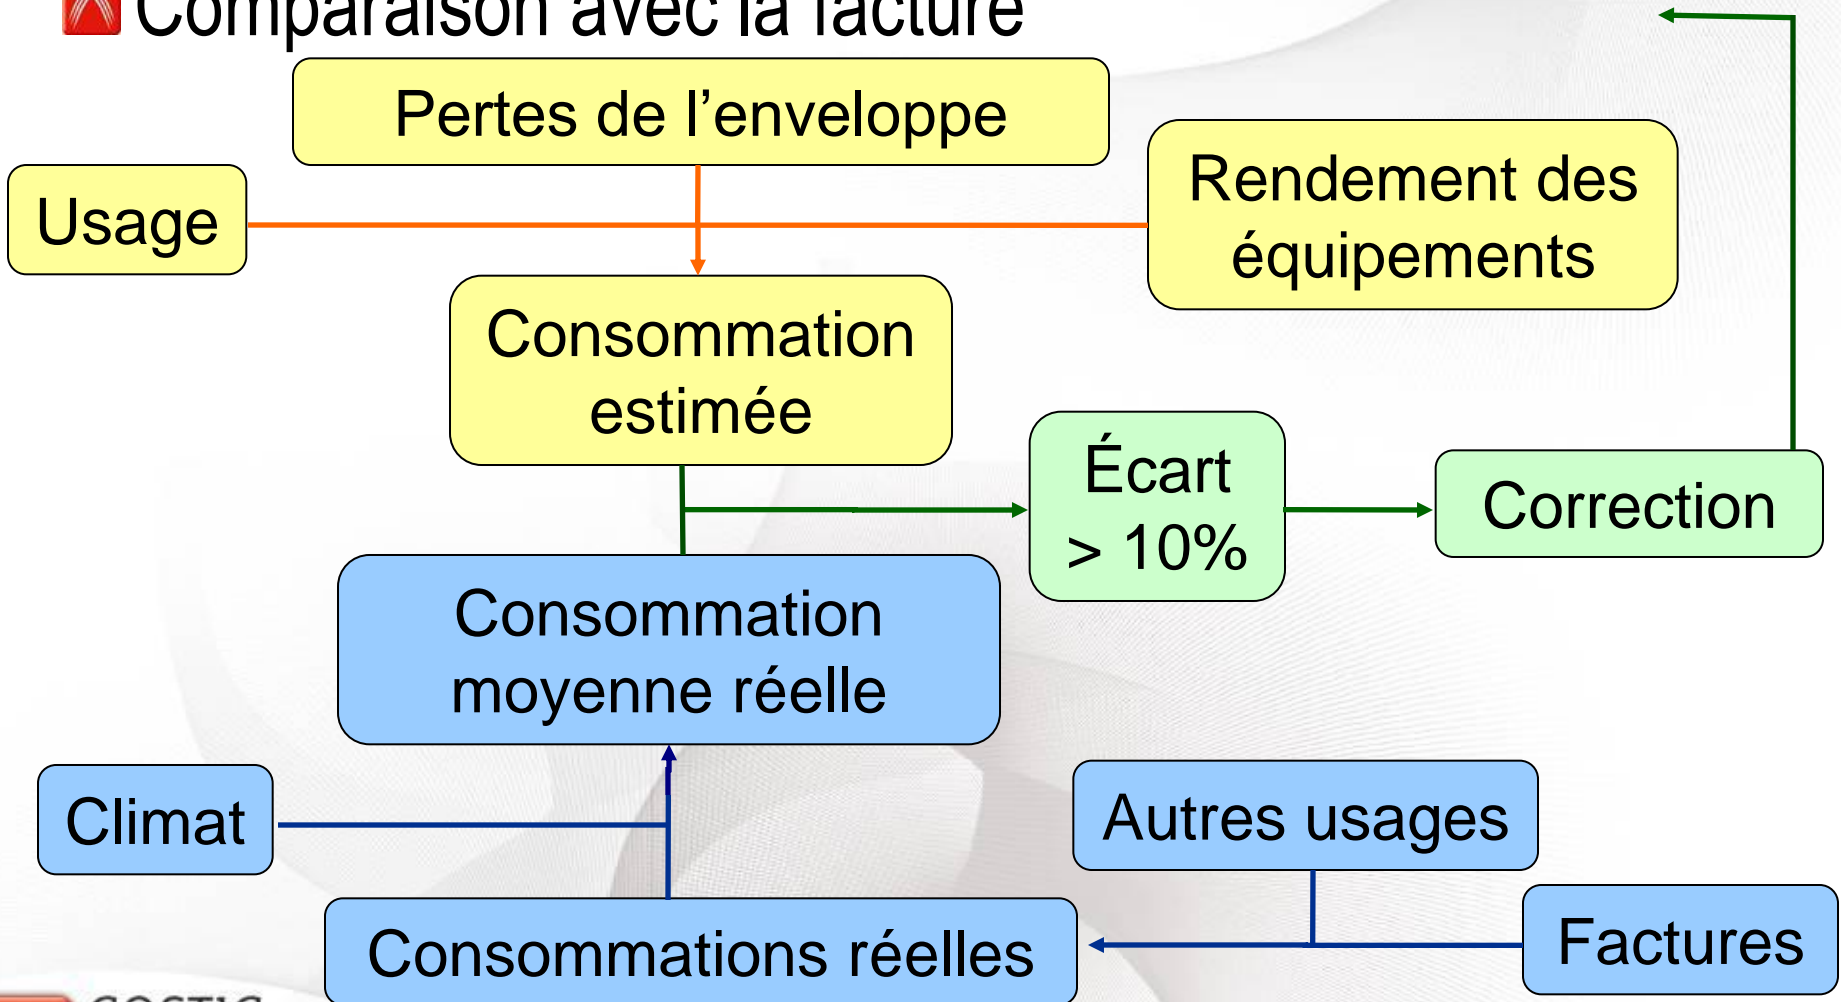 Comparaison avec la facture
Pertes de l’enveloppe
Usage
Rendement des
équipements
Consommation
estimée
Écart
> 10%
Correction
Consommation
moyenne réelle
Climat
Autres usages
Consommations réelles
Factures
COSTIC